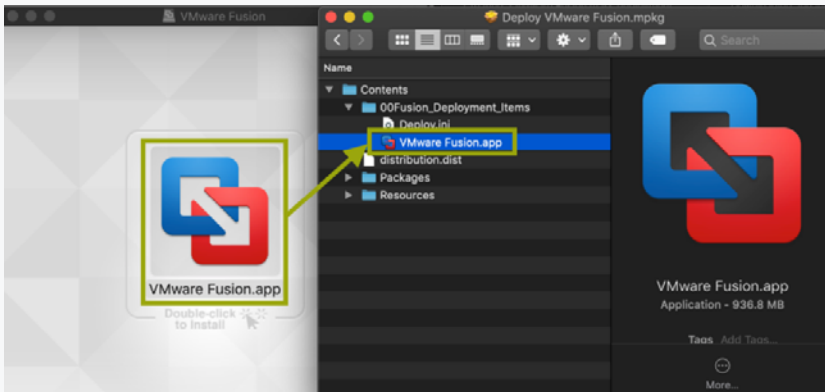 VMware Fusion
VMware Fusion.app
Double-click
to Install
Deploy VMware Fusion.mpkg
Search
Name
Contents
00Fusion_Deployment_Items
Deploy.ini
VMware Fusion.app
distribution.dist
Packages
Resources
VMware Fusion.app
Application - 936.8 MB
Tags Add Tags...
More...